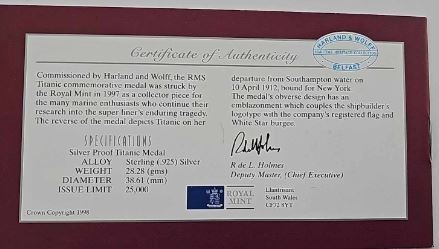 Certificate of Authenticity
HARLAND & WOLFF
BELFAST
Commissioned by Harland and Wolff, the RMS
Titanic commemorative medal was struck by
the Royal Mint in 1997 as a collector piece for
the many marine enthusiasts who continue their
research into the super liner's enduring tragedy.
The reverse of the medal depicts Titanic on her
departure from Southampton water on
10 April 1912, bound for New York.
The medal's obverse design has an
emblazonment which couples the shipbuilder's
logotype with the company's registered flag and
White Star burgee.
SPECIFICATIONS
Silver Proof Titanic Medal
ALLOY Sterling (.925) Silver
WEIGHT 28.28 (gms)
DIAMETER 38.61 (mm)
ISSUE LIMIT 25,000
R de L. Holmes
Deputy Master, (Chief Executive)
ROYAL
MINT
Llantrisant
South Wales
CF72 8YT
Crown Copyright 1998